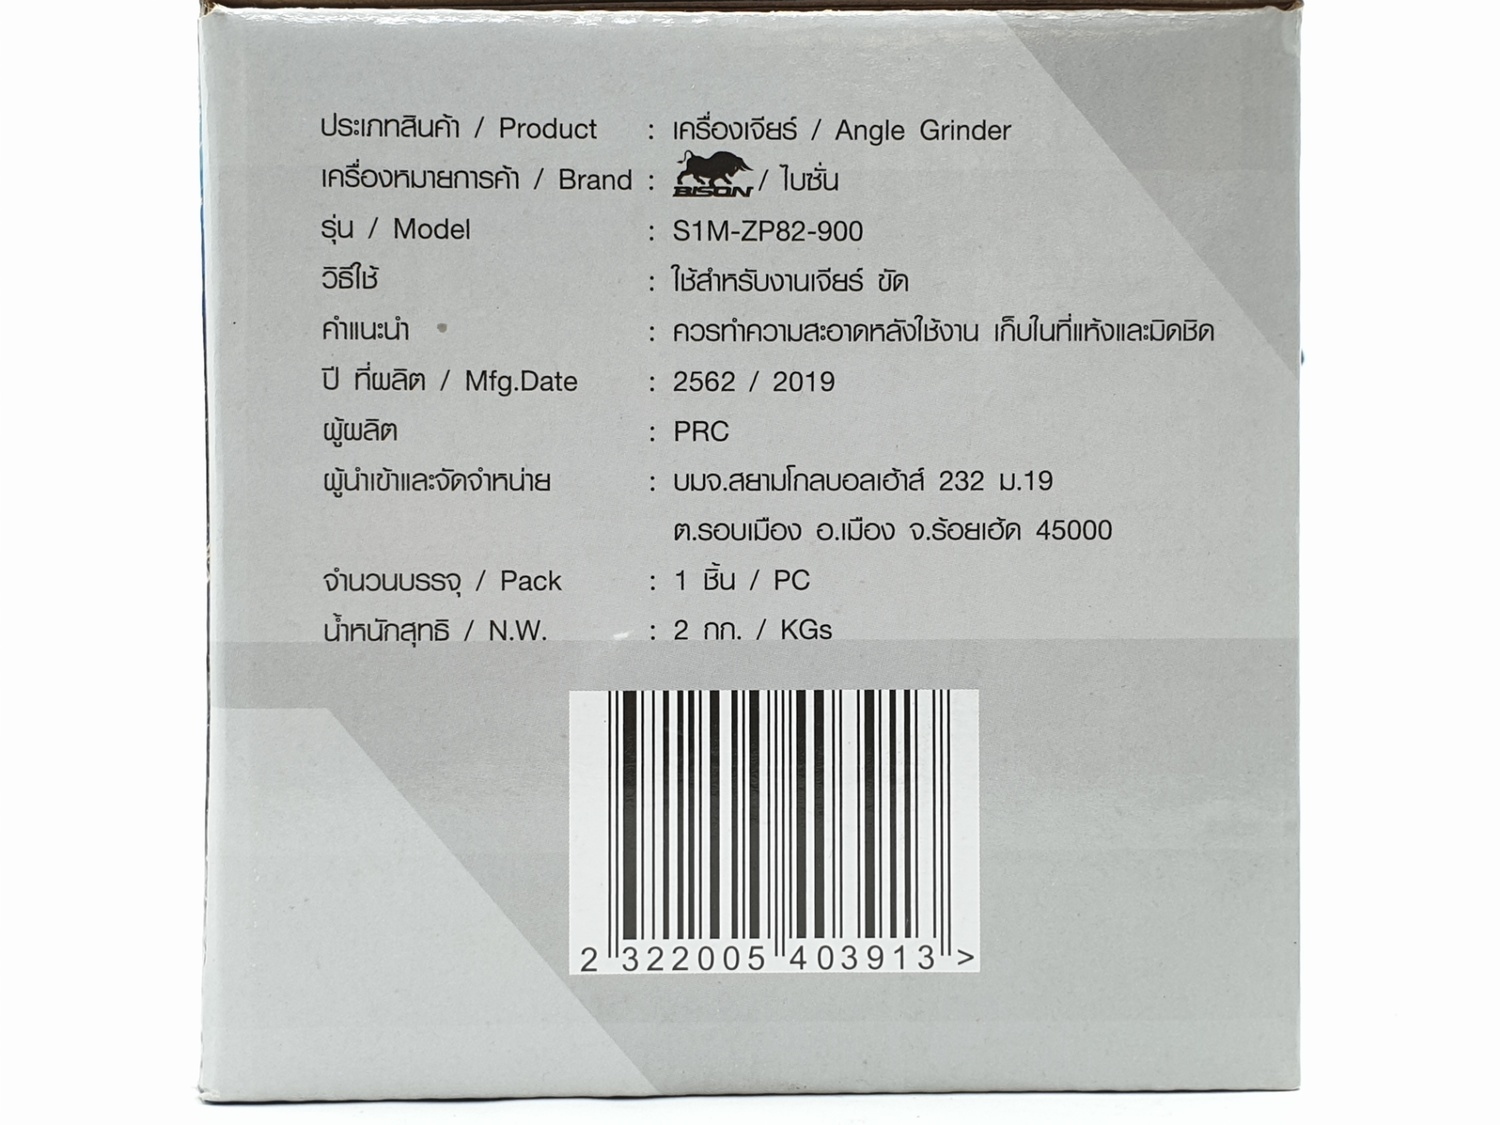 ประเภทสินค้า / Product : เครื่องเจียร์ / Angle Grinder
เครื่องหมายการค้า / Brand : BISON / ไบซั่น
รุ่น / Model : S1M-ZP82-900
วิธีใช้ : ใช้สำหรับงานเจียร์ ขัด
คำแนะนำ : ควรทำความสะอาดหลังใช้งาน เก็บในที่แห้งและมิดชิด
ปี ที่ผลิต / Mfg.Date : 2562 / 2019
ผู้ผลิต : PRC
ผู้นำเข้าและจัดจำหน่าย : บมจ.สยามโกลบอลเฮ้าส์ 232 ม.19
ต.รอบเมือง อ.เมือง จ.ร้อยเอ้ด 45000
จำนวนบรรจุ / Pack : 1 ชิ้น / PC
น้ำหนักสุทธิ / N.W. : 2 กก. / KGs
2 322005 403913 >